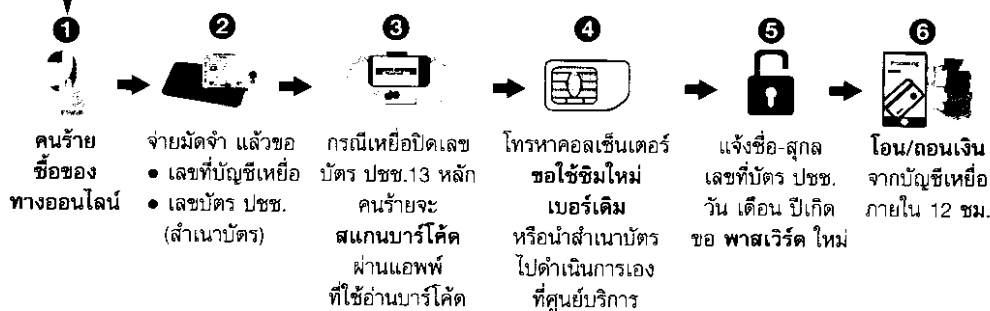 1
คนร้าย
ซื้อของ
ทางออนไลน์
2
จ่ายมัดจำ แล้วขอ
● เลขที่บัญชีเหยื่อ
● เลขบัตร ปชช.
(สำเนาบัตร)
3
กรณีเหยื่อปิดเลข
บัตร ปชช.13 หลัก
คนร้ายจะ
สแกนบาร์โค้ด
ผ่านแอพพ์
ที่ใช้อ่านบาร์โค้ด
4
โทรหาคอลเซ็นเตอร์
ขอใช้ซิมใหม่
เบอร์เดิม
หรือนำสำเนาบัตร
ไปดำเนินการเอง
ที่ศูนย์บริการ
5
แจ้งชื่อ-สุกล
เลขที่บัตร ปชช.
วัน เดือน ปีเกิด
ขอ พาสเวิร์ด ใหม่
6
Processing
โอน/ถอนเงิน
จากบัญชีเหยื่อ
ภายใน 12 ชม.